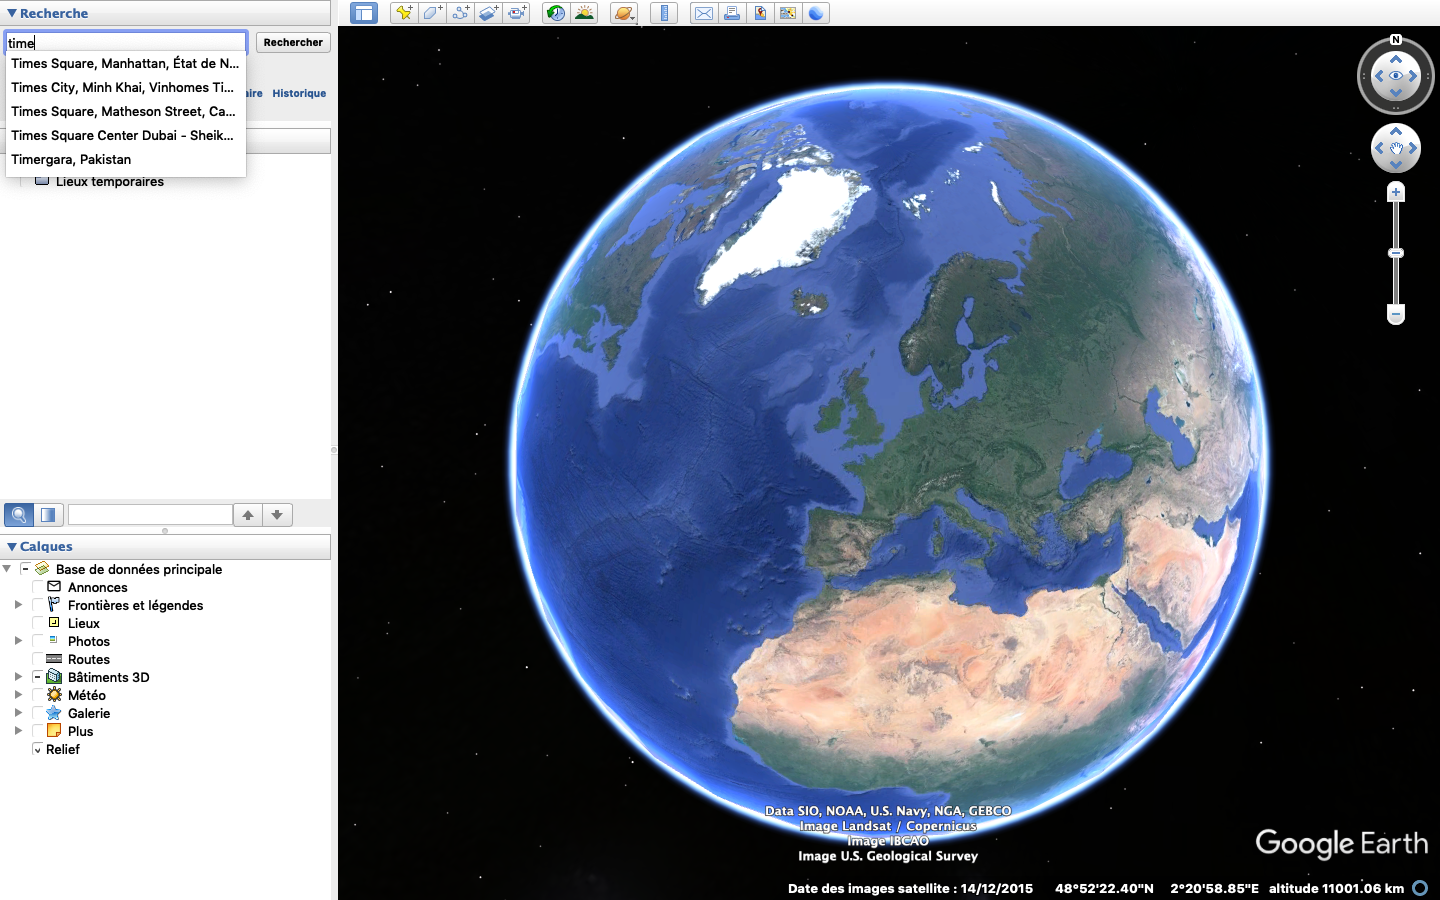 Recherche
time
Rechercher
Times Square, Manhattan, État de N...
Times City, Minh Khai, Vinhomes Ti...
aire Historique
Times Square, Matheson Street, Ca...
Times Square Center Dubai - Sheik...
Timergara, Pakistan
Lieux temporaires
Calques
Base de données principale
Annonces
Frontières et légendes
Lieux
Photos
Routes
Bâtiments 3D
Météo
Galerie
Plus
Relief
N
Data SIO, NOAA, U.S. Navy, NGA, GEBCO
Image Landsat / Copernicus
Image IBCAO
Image U.S. Geological Survey
Google Earth
Date des images satellite : 14/12/2015 48°52'22.40"N 2°20'58.85"E altitude 11001.06 km